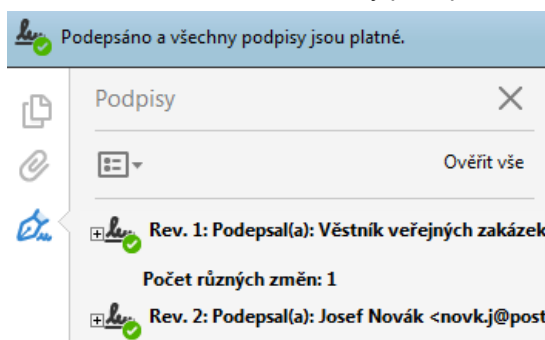 Podepsáno a všechny podpisy jsou platné.
Podpisy
Ověřit vše
Rev. 1: Podepsal(a): Věstník veřejných zakázek
Počet různých změn: 1
Rev. 2: Podepsal(a): Josef Novák <novk.j@post